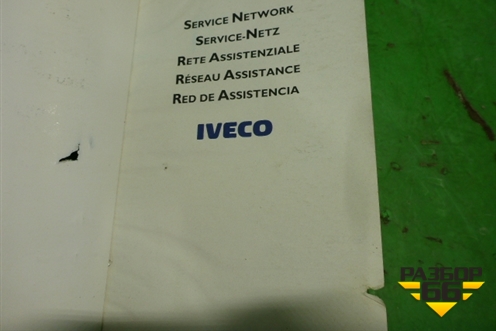 Service Network
Service-Netz
Rete Assistenziale
Réseau Assistance
Red de Assistencia
IVECO
РАЗБОР
66